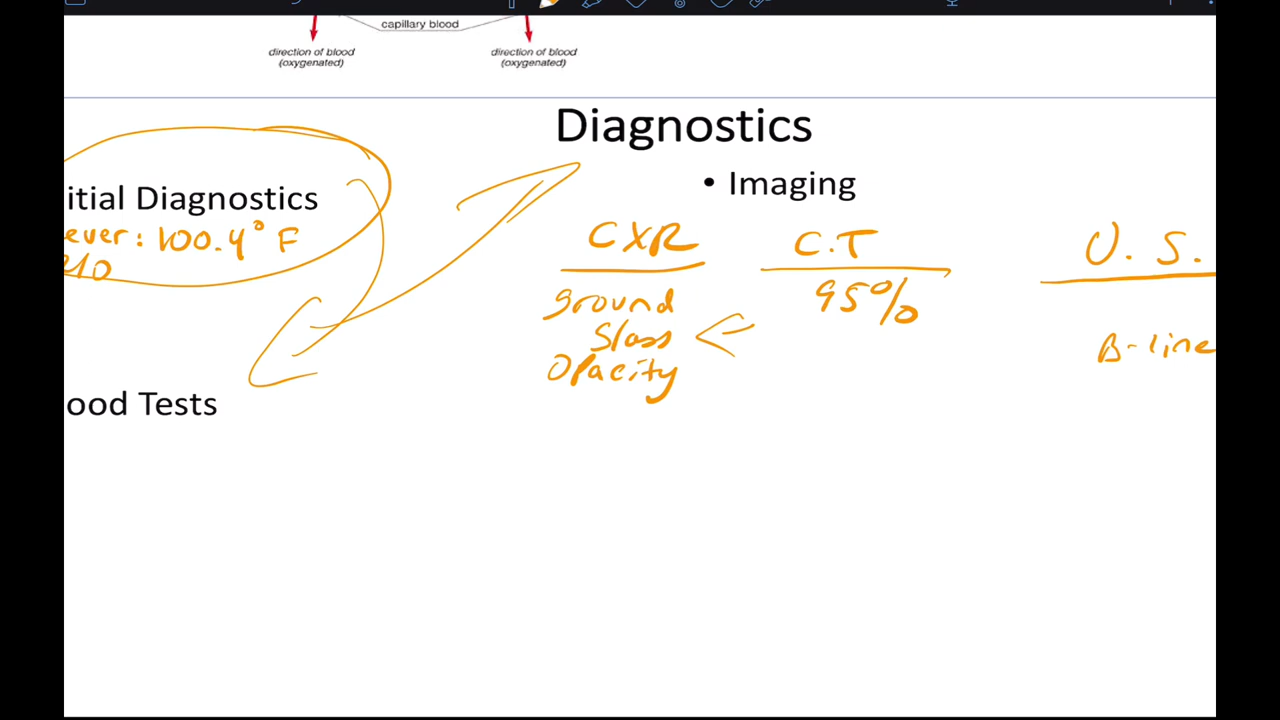 capillary blood
direction of blood
(oxygenated)
direction of blood
(oxygenated)
Diagnostics
itial Diagnostics
ever: 100.4° F
• Imaging
CXR
Ground
Glass
Opacity
C.T
95%
U. S.
B-line
ood Tests